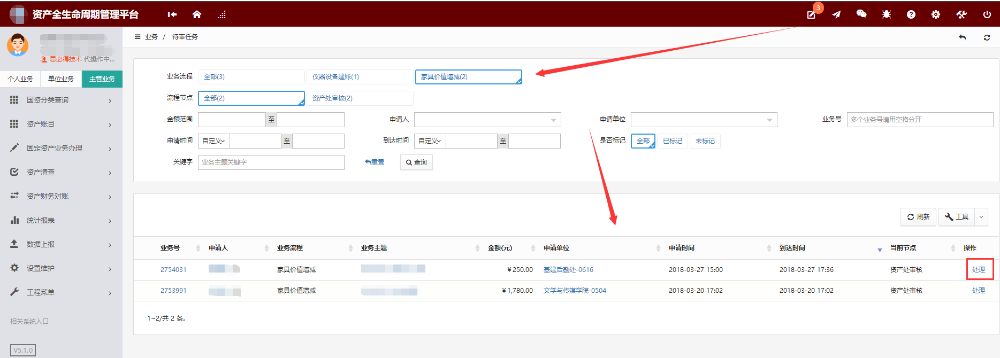 资产全生命周期管理平台
3
业务 / 待审任务
思必得技术 代操作中...
个人业务 单位业务 主管业务
国资分类查询
资产账目
固定资产业务办理
资产清查
资产财务对账
统计报表
数据上报
设置维护
工程菜单
相关系统入口
V5.1.0
业务流程 全部(3) 仪器设备建账(1) 家具价值增减(2)
流程节点 全部(2) 资产处审核(2)
金额范围 至 申请人 申请单位 业务号 多个业务号请用空格分开
申请时间 自定义 至 到达时间 自定义 至 是否标记 全部 已标记 未标记
关键字 业务主题关键字 重置 查询
刷新 工具
业务号 申请人 业务流程 业务主题 金额(元) 申请单位 申请时间 到达时间 当前节点 操作
2754031 家具价值增减 ¥250.00 基建后勤处-0616 2018-03-27 15:00 2018-03-27 17:36 资产处审核 处理
2753991 家具价值增减 ¥1,780.00 文学与传媒学院-0504 2018-03-20 17:02 2018-03-20 17:02 资产处审核 处理
1~2/共 2 条。